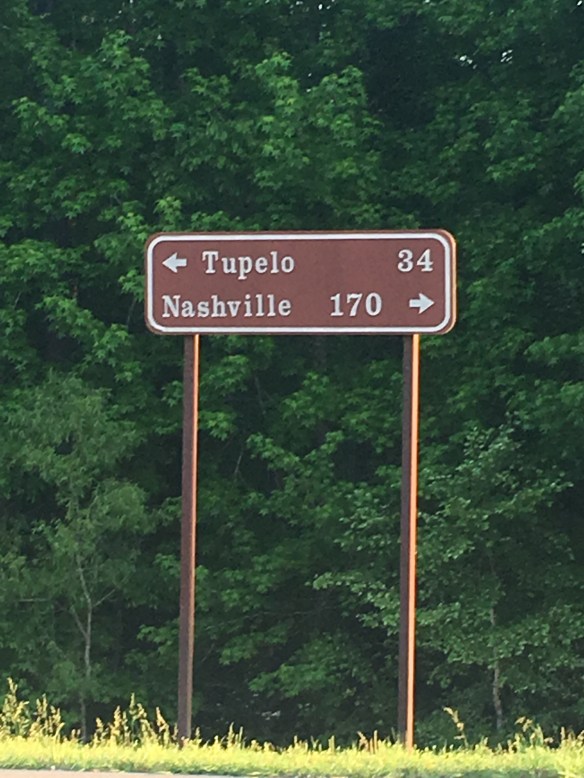 ← Tupelo 34
Nashville 170 →